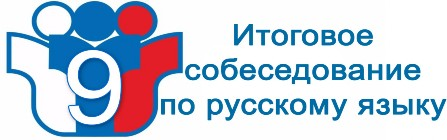 9
Итоговое
собеседование
по русскому языку